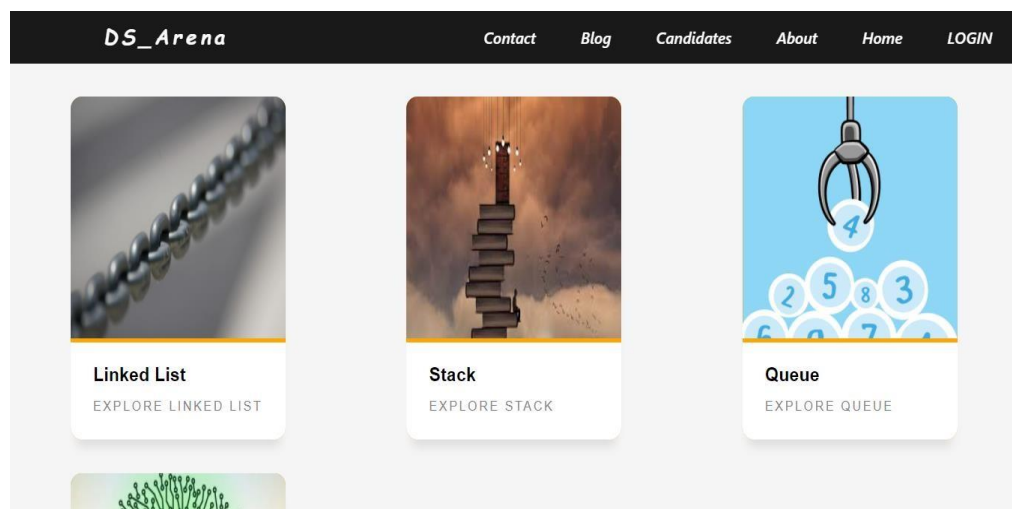 DS_Arena
Contact Blog Candidates About Home LOGIN
4
2 5 8 3
7
Linked List
EXPLORE LINKED LIST
Stack
EXPLORE STACK
Queue
EXPLORE QUEUE